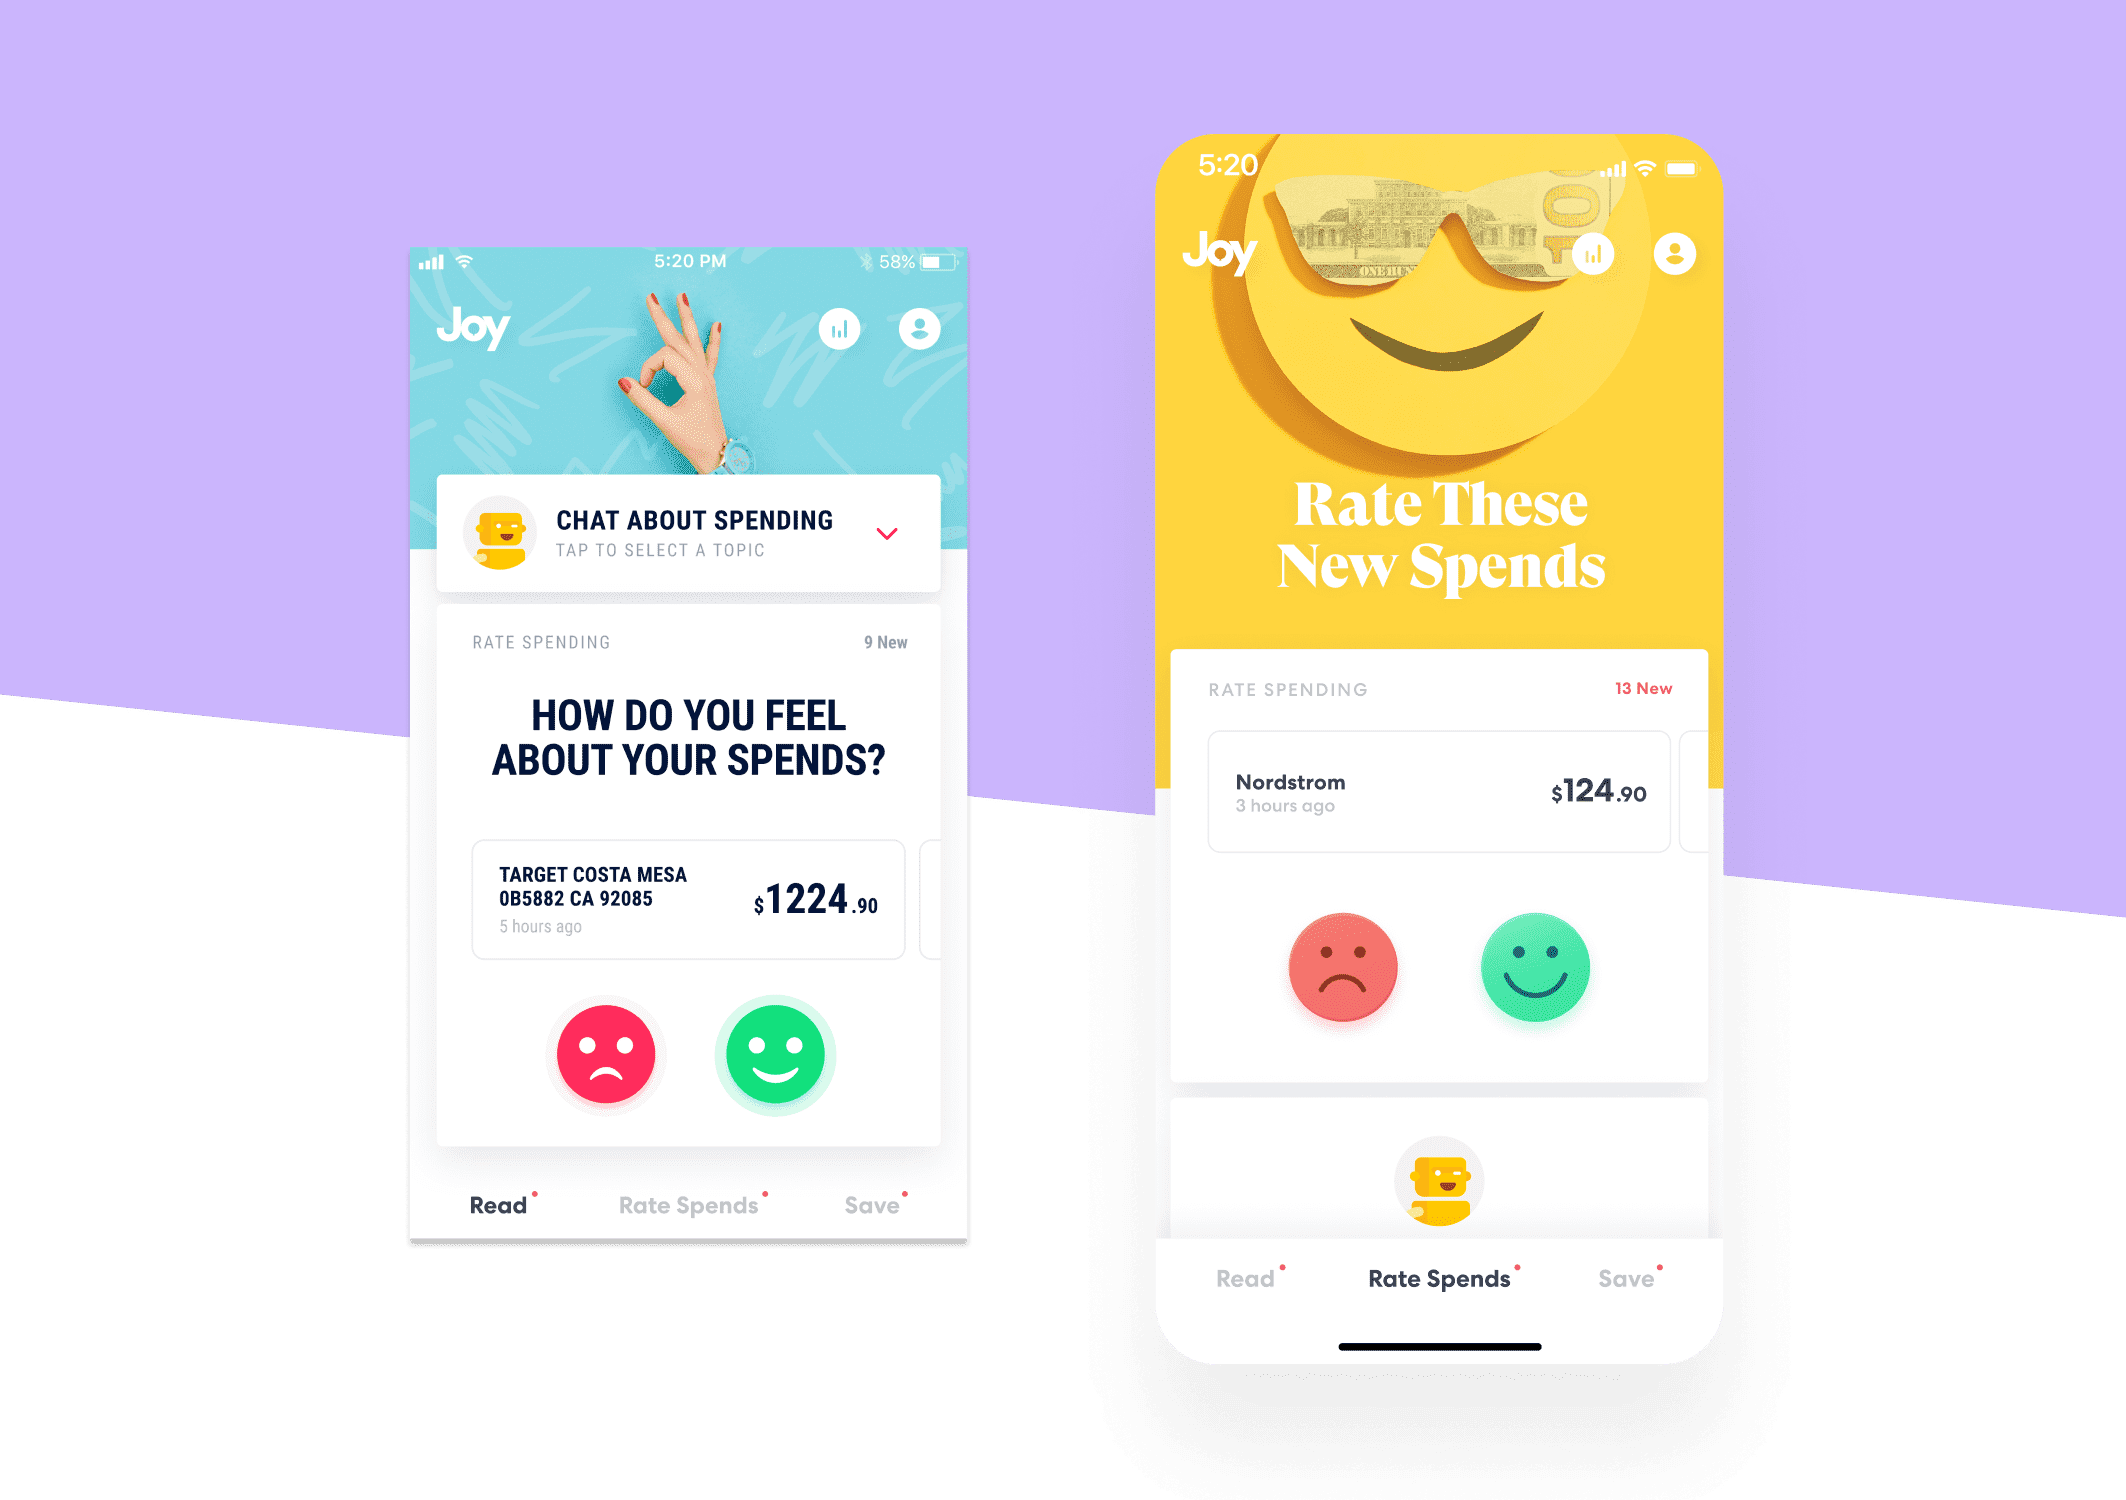 5:20 PM
58%
Joy
CHAT ABOUT SPENDING
TAP TO SELECT A TOPIC
RATE SPENDING
9 New
HOW DO YOU FEEL
ABOUT YOUR SPENDS?
TARGET COSTA MESA
0B5882 CA 92085
5 hours ago
$1224.90
Read
Rate Spends
Save
5:20
Joy
100
ONE HUN
Rate These
New Spends
RATE SPENDING
13 New
Nordstrom
3 hours ago
$124.90
Read
Rate Spends
Save